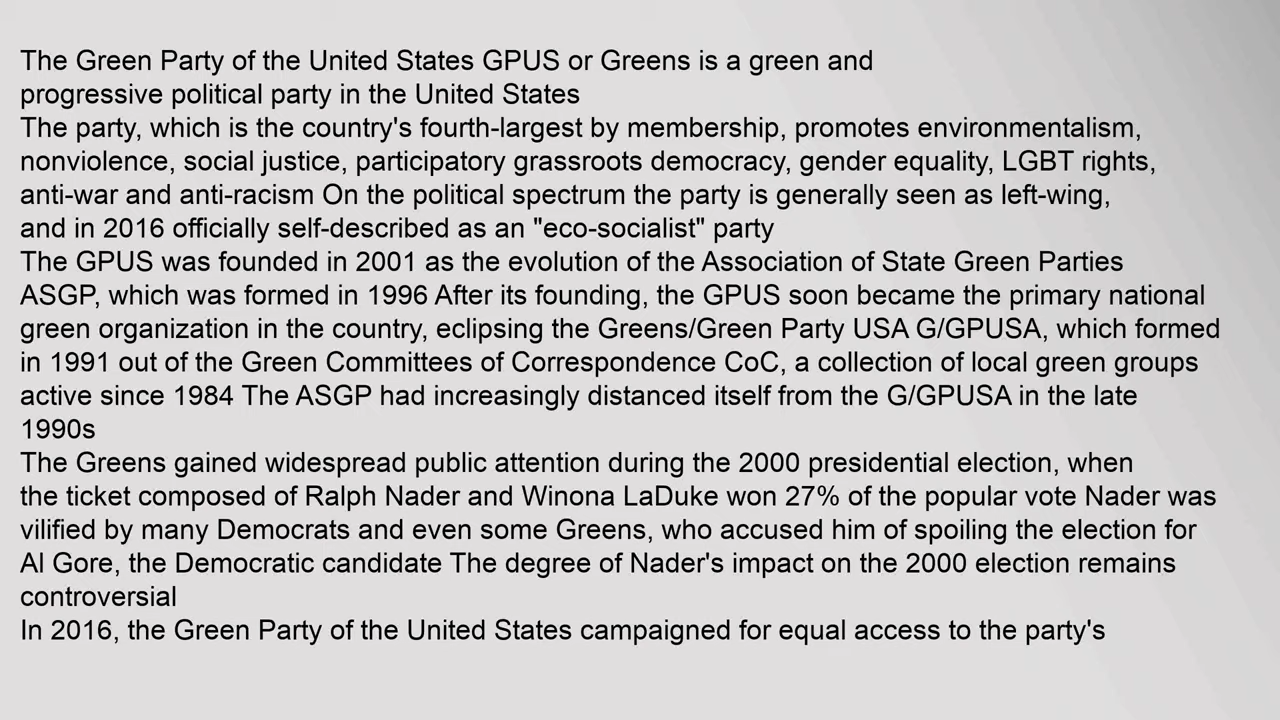 The Green Party of the United States GPUS or Greens is a green and
progressive political party in the United States
The party, which is the country's fourth-largest by membership, promotes environmentalism,
nonviolence, social justice, participatory grassroots democracy, gender equality, LGBT rights,
anti-war and anti-racism On the political spectrum the party is generally seen as left-wing,
and in 2016 officially self-described as an "eco-socialist" party
The GPUS was founded in 2001 as the evolution of the Association of State Green Parties
ASGP, which was formed in 1996 After its founding, the GPUS soon became the primary national
green organization in the country, eclipsing the Greens/Green Party USA G/GPUSA, which formed
in 1991 out of the Green Committees of Correspondence CoC, a collection of local green groups
active since 1984 The ASGP had increasingly distanced itself from the G/GPUSA in the late
1990s
The Greens gained widespread public attention during the 2000 presidential election, when
the ticket composed of Ralph Nader and Winona LaDuke won 27% of the popular vote Nader was
vilified by many Democrats and even some Greens, who accused him of spoiling the election for
Al Gore, the Democratic candidate The degree of Nader's impact on the 2000 election remains
controversial
In 2016, the Green Party of the United States campaigned for equal access to the party's